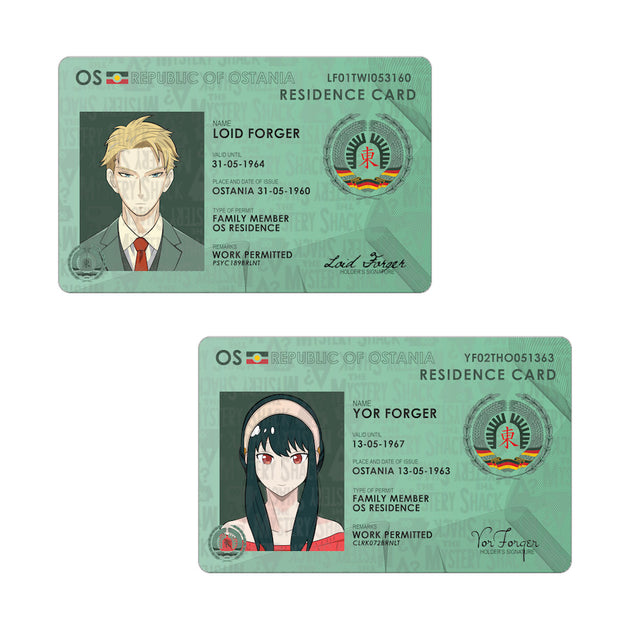 OS REPUBLIC OF OSTANIA
LF01TWI053160
RESIDENCE CARD
NAME
LOID FORGER
VALID UNTIL
31-05-1964
PLACE AND DATE OF ISSUE
OSTANIA 31-05-1960
TYPE OF PERMIT
FAMILY MEMBER
OS RESIDENCE
REMARKS
WORK PERMITTED
PSYC1898RLNT
東
Loid Forger
HOLDER'S SIGNATURE
OS REPUBLIC OF OSTANIA
YF02THO051363
RESIDENCE CARD
NAME
YOR FORGER
VALID UNTIL
13-05-1967
PLACE AND DATE OF ISSUE
OSTANIA 13-05-1963
TYPE OF PERMIT
FAMILY MEMBER
OS RESIDENCE
REMARKS
WORK PERMITTED
東
Yor Forger
HOLDER'S SIGNATURE
THE
MYSTERY SHACK